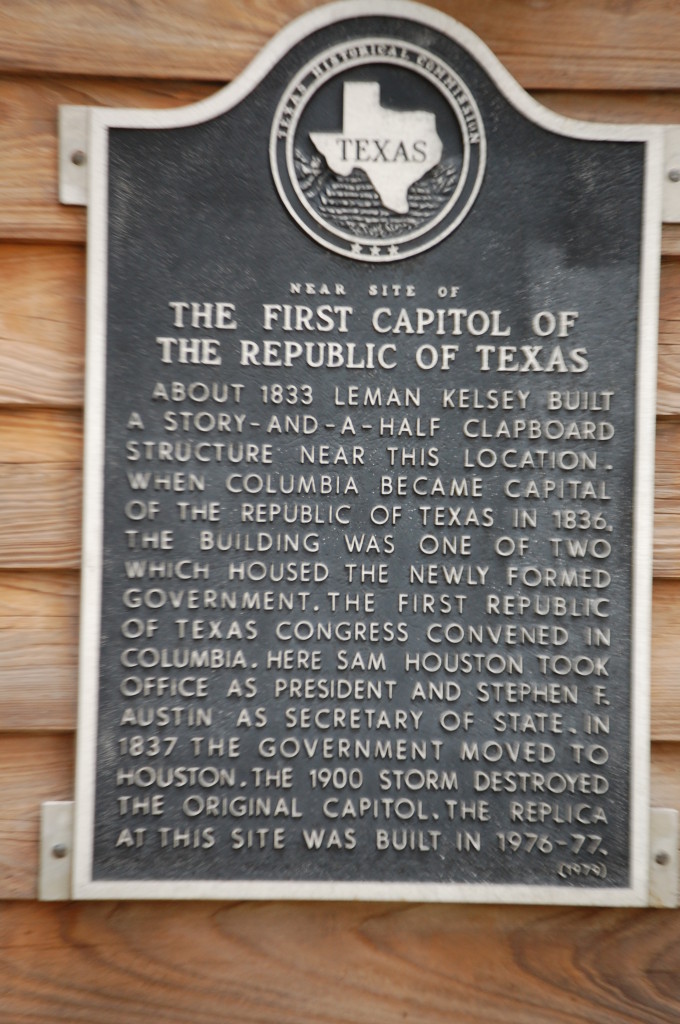 TEXAS HISTORICAL COMMISSION
TEXAS
NEAR SITE OF
THE FIRST CAPITOL OF
THE REPUBLIC OF TEXAS
ABOUT 1833 LEMAN KELSEY BUILT
A STORY-AND-A-HALF CLAPBOARD
STRUCTURE NEAR THIS LOCATION.
WHEN COLUMBIA BECAME CAPITAL
OF THE REPUBLIC OF TEXAS IN 1836,
THE BUILDING WAS ONE OF TWO
WHICH HOUSED THE NEWLY FORMED
GOVERNMENT. THE FIRST REPUBLIC
OF TEXAS CONGRESS CONVENED IN
COLUMBIA. HERE SAM HOUSTON TOOK
OFFICE AS PRESIDENT AND STEPHEN F.
AUSTIN AS SECRETARY OF STATE. IN
1837 THE GOVERNMENT MOVED TO
HOUSTON. THE 1900 STORM DESTROYED
THE ORIGINAL CAPITOL. THE REPLICA
AT THIS SITE WAS BUILT IN 1976-77.
(1979)